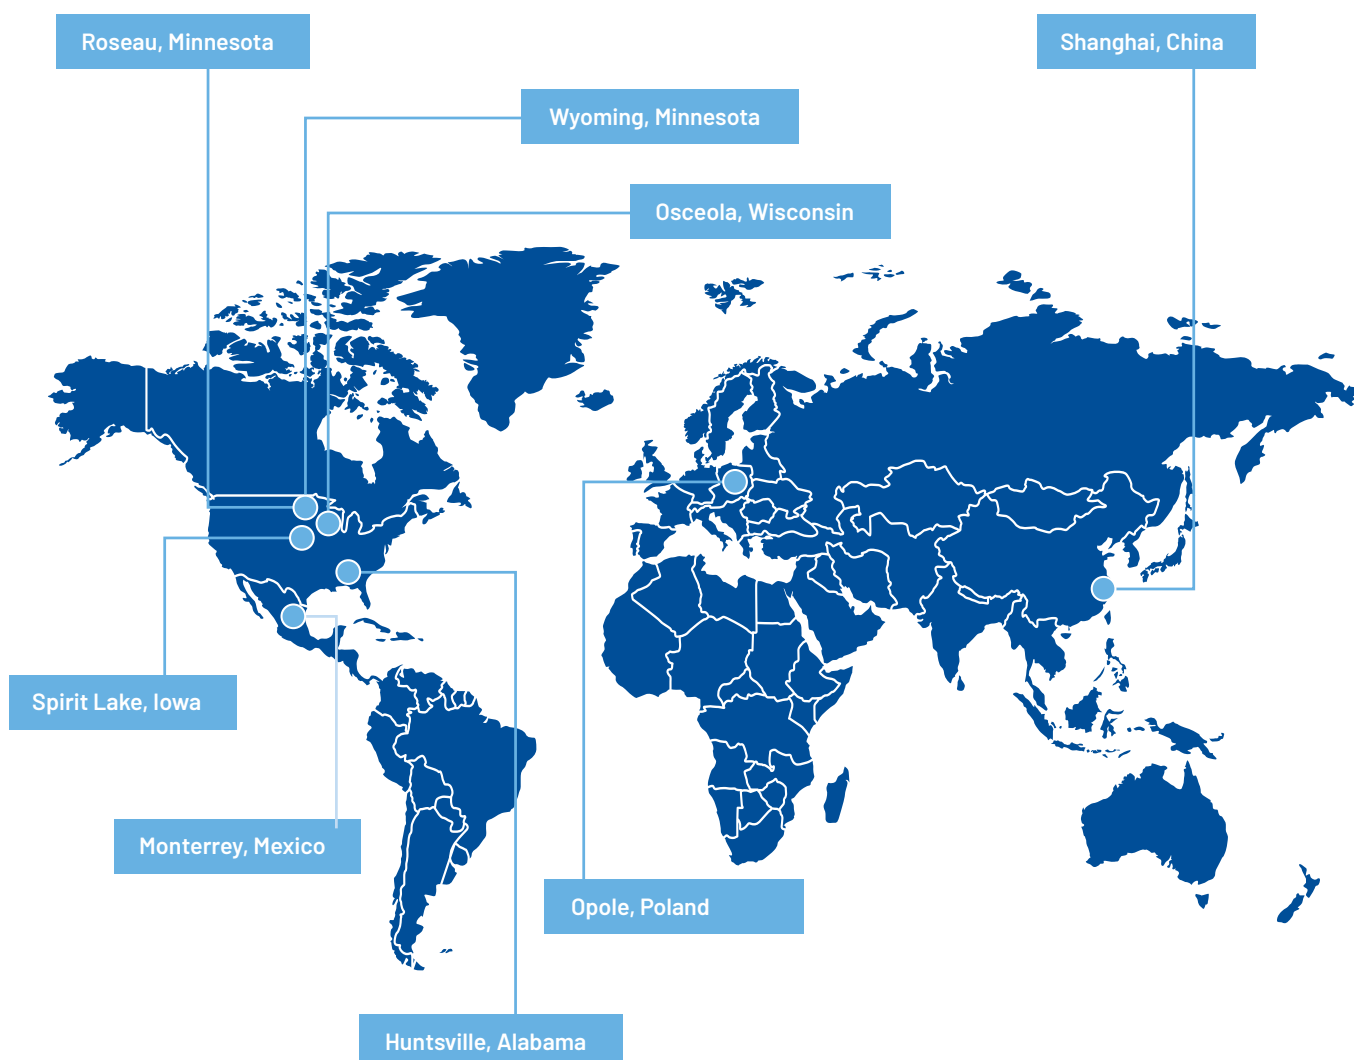 Roseau, Minnesota
Shanghai, China
Wyoming, Minnesota
Osceola, Wisconsin
Spirit Lake, Iowa
Monterrey, Mexico
Opole, Poland
Huntsville, Alabama